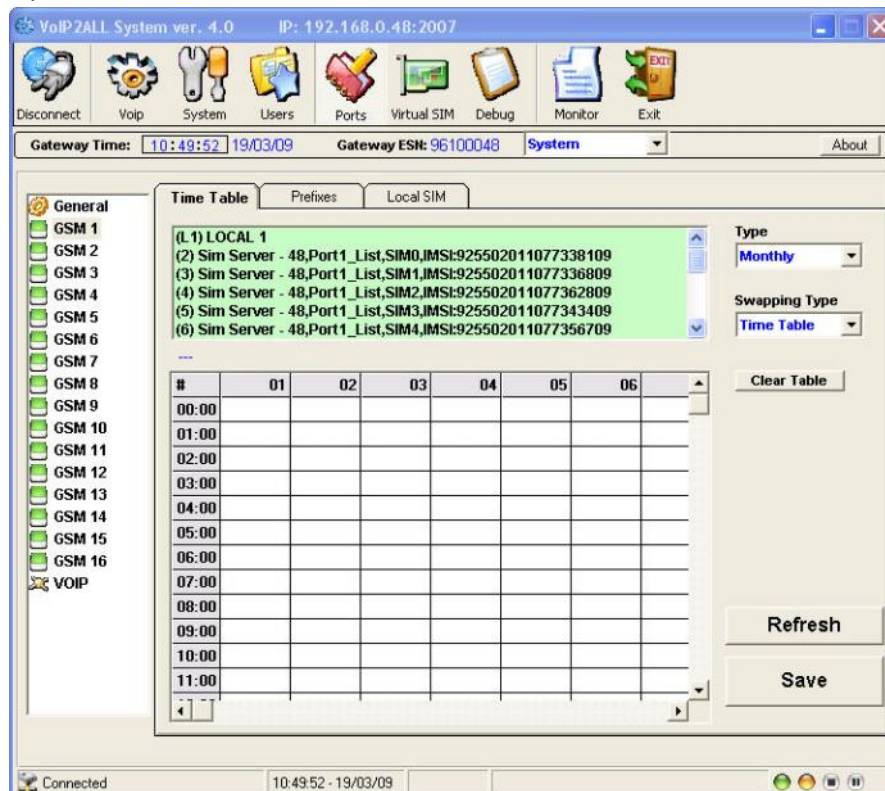 VoIP2ALL System ver. 4.0 IP: 192.168.0.48:2007
Disconnect Voip System Users Ports Virtual SIM Debug Monitor Exit
EXIT
Gateway Time: 10:49:52 19/03/09 Gateway ESN: 96100048 System About
General
GSM 1
GSM 2
GSM 3
GSM 4
GSM 5
GSM 6
GSM 7
GSM 8
GSM 9
GSM 10
GSM 11
GSM 12
GSM 13
GSM 14
GSM 15
GSM 16
VOIP
Time Table Prefixes Local SIM
(L1) LOCAL 1
(2) Sim Server - 48,Port1_List,SIM0,IMSI:925502011077338109
(3) Sim Server - 48,Port1_List,SIM1,IMSI:925502011077336809
(4) Sim Server - 48,Port1_List,SIM2,IMSI:925502011077362809
(5) Sim Server - 48,Port1_List,SIM3,IMSI:925502011077343409
(6) Sim Server - 48,Port1_List,SIM4,IMSI:925502011077356709
---
# 01 02 03 04 05 06
00:00
01:00
02:00
03:00
04:00
05:00
06:00
07:00
08:00
09:00
10:00
11:00
Type
Monthly
Swapping Type
Time Table
Clear Table
Refresh
Save
Connected 10:49:52 - 19/03/09